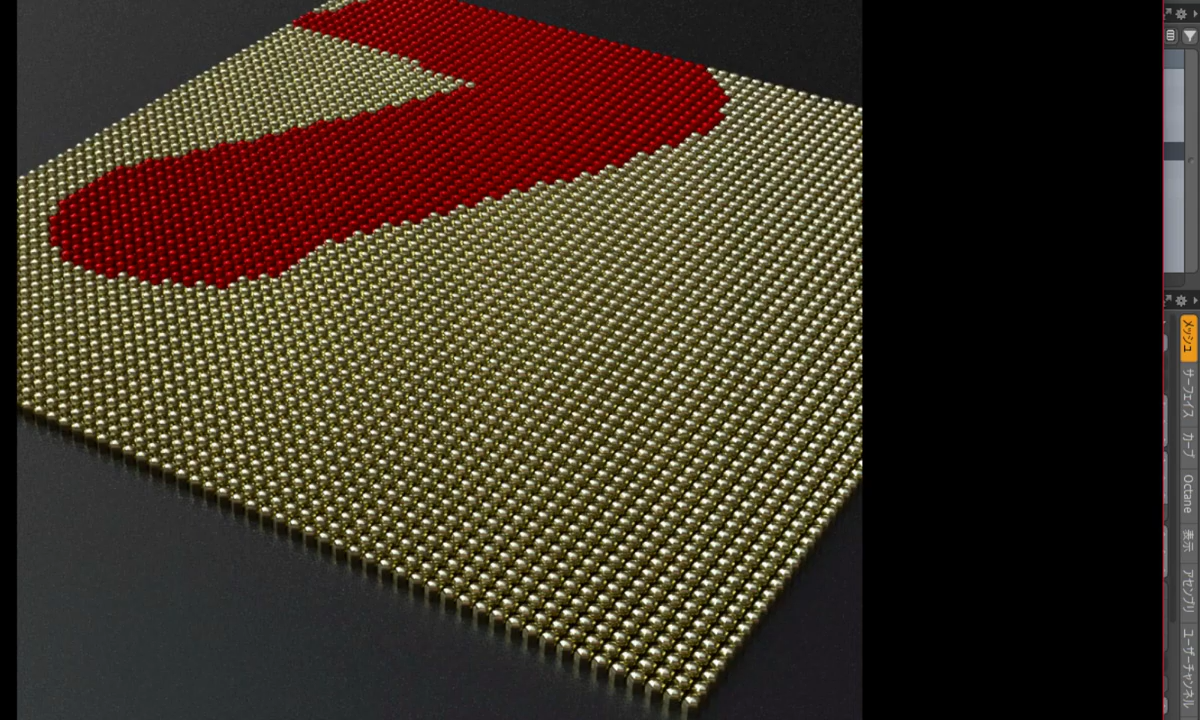 メッシュ
サーフェイス
カーブ
Octane
表示
アセンブリ
ユーザーチャンネル